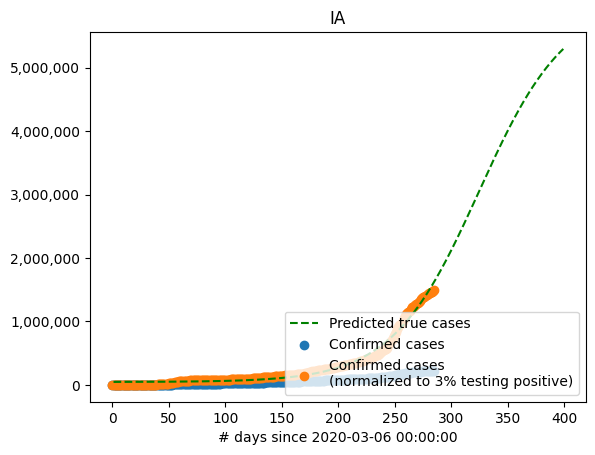 IA
5,000,000
4,000,000
3,000,000
2,000,000
1,000,000
0
Predicted true cases
Confirmed cases
Confirmed cases
(normalized to 3% testing positive)
0 50 100 150 200 250 300 350 400
# days since 2020-03-06 00:00:00